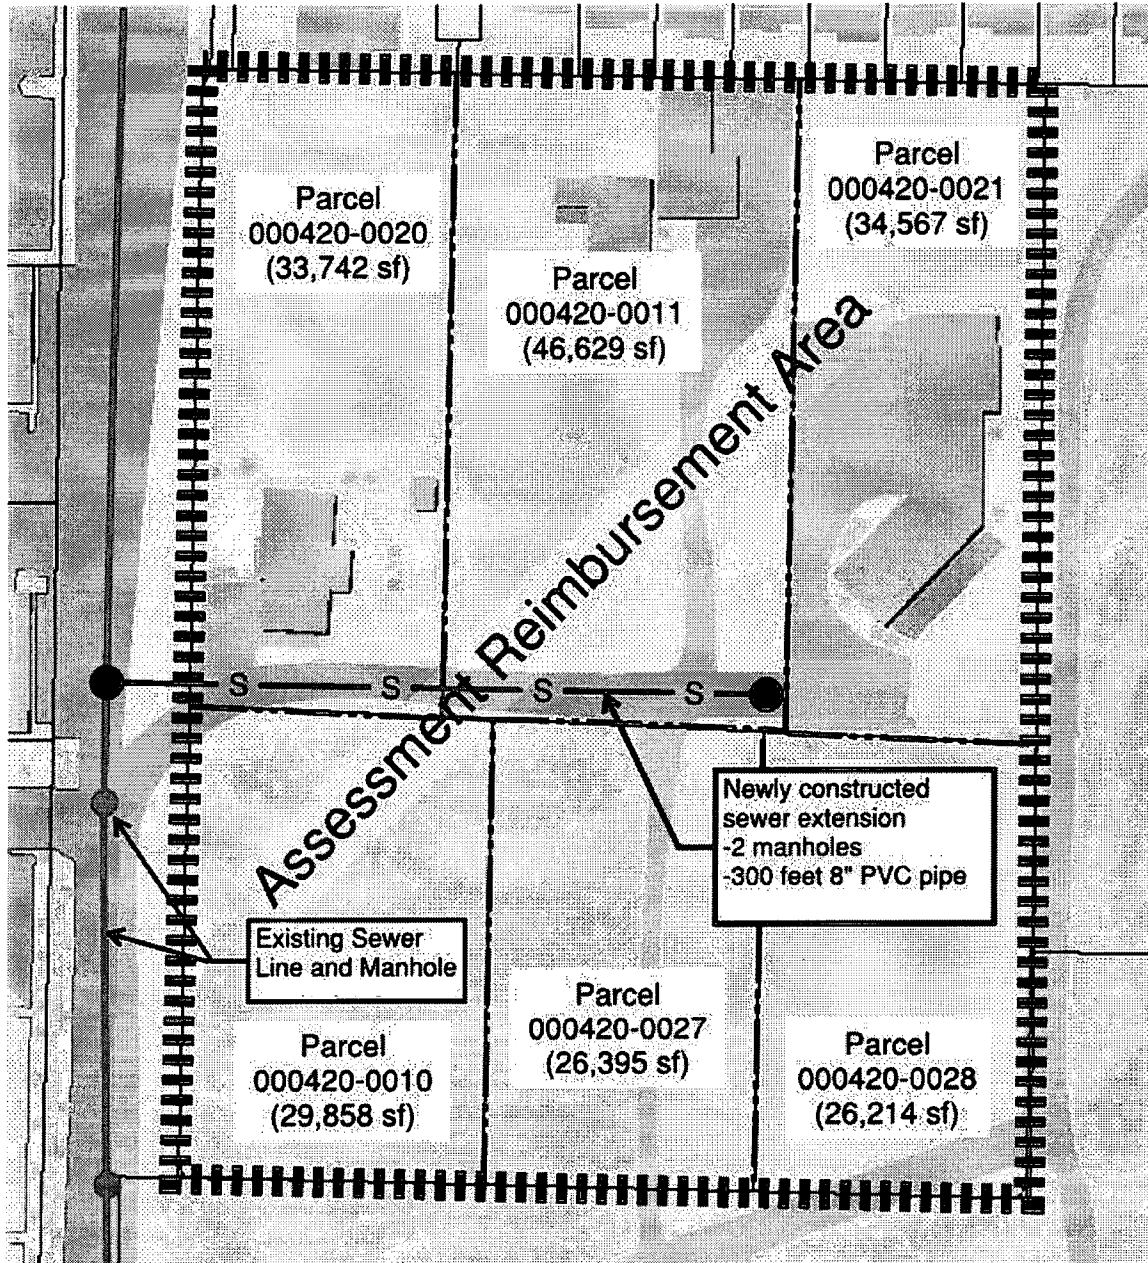 Parcel
000420-0020
(33,742 sf)
Parcel
000420-0011
(46,629 sf)
Parcel
000420-0021
(34,567 sf)
Assessment Reimbursement Area
S S S S
Newly constructed
sewer extension
-2 manholes
-300 feet 8" PVC pipe
Existing Sewer
Line and Manhole
Parcel
000420-0010
(29,858 sf)
Parcel
000420-0027
(26,395 sf)
Parcel
000420-0028
(26,214 sf)